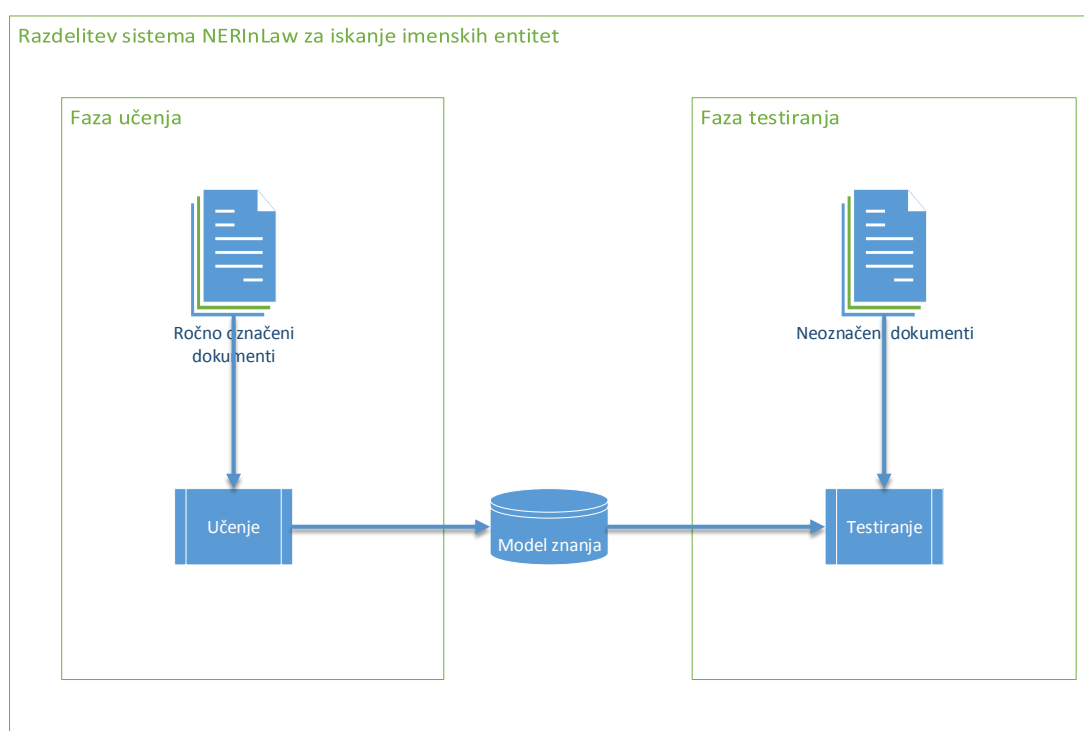 Razdelitev sistema NERInLaw za iskanje imenskih entitet
Faza učenja
Faza testiranja
Ročno označeni
dokumenti
Neoznačeni dokumenti
Učenje
Model znanja
Testiranje